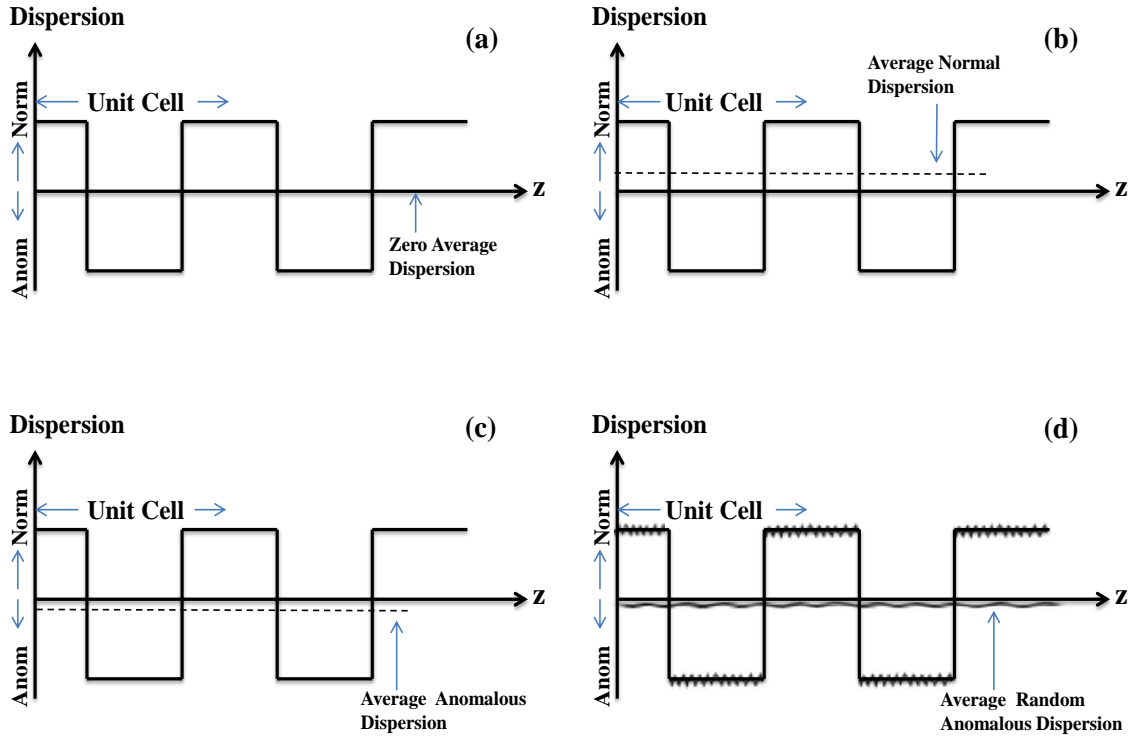 Dispersion
(a)
Unit Cell
Norm
Anom
z
Zero Average
Dispersion
Dispersion
(b)
Average Normal
Dispersion
Unit Cell
Norm
Anom
z
Dispersion
(c)
Unit Cell
Norm
Anom
z
Average Anomalous
Dispersion
Dispersion
(d)
Unit Cell
Norm
Anom
z
Average Random
Anomalous Dispersion